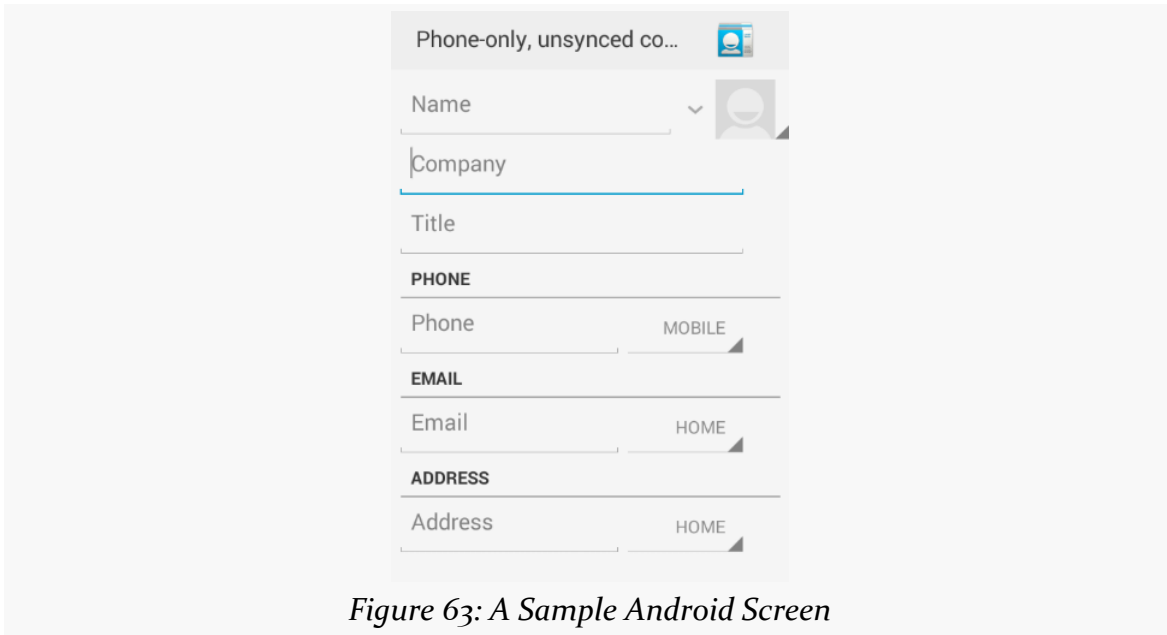 Phone-only, unsynced co...
Name
Company
Title
PHONE
Phone MOBILE
EMAIL
Email HOME
ADDRESS
Address HOME
Figure 63: A Sample Android Screen